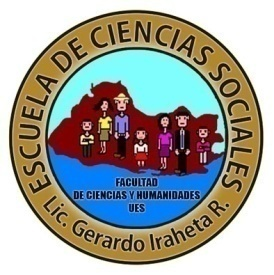 ESCUELA DE CIENCIAS SOCIALES
Lic. Gerardo Iraheta R.
FACULTAD
DE CIENCIAS Y HUMANIDADES
UES